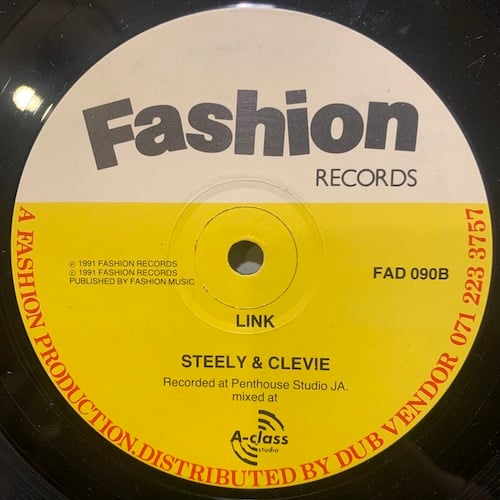 Fashion
RECORDS
℗ 1991 FASHION RECORDS
© 1991 FASHION RECORDS
PUBLISHED BY FASHION MUSIC
FAD 090B
LINK
STEELY & CLEVIE
Recorded at Penthouse Studio JA.
mixed at
A-class
studio
A FASHION PRODUCTION.DISTRIBUTED BY DUB VENDOR 071 223 3757